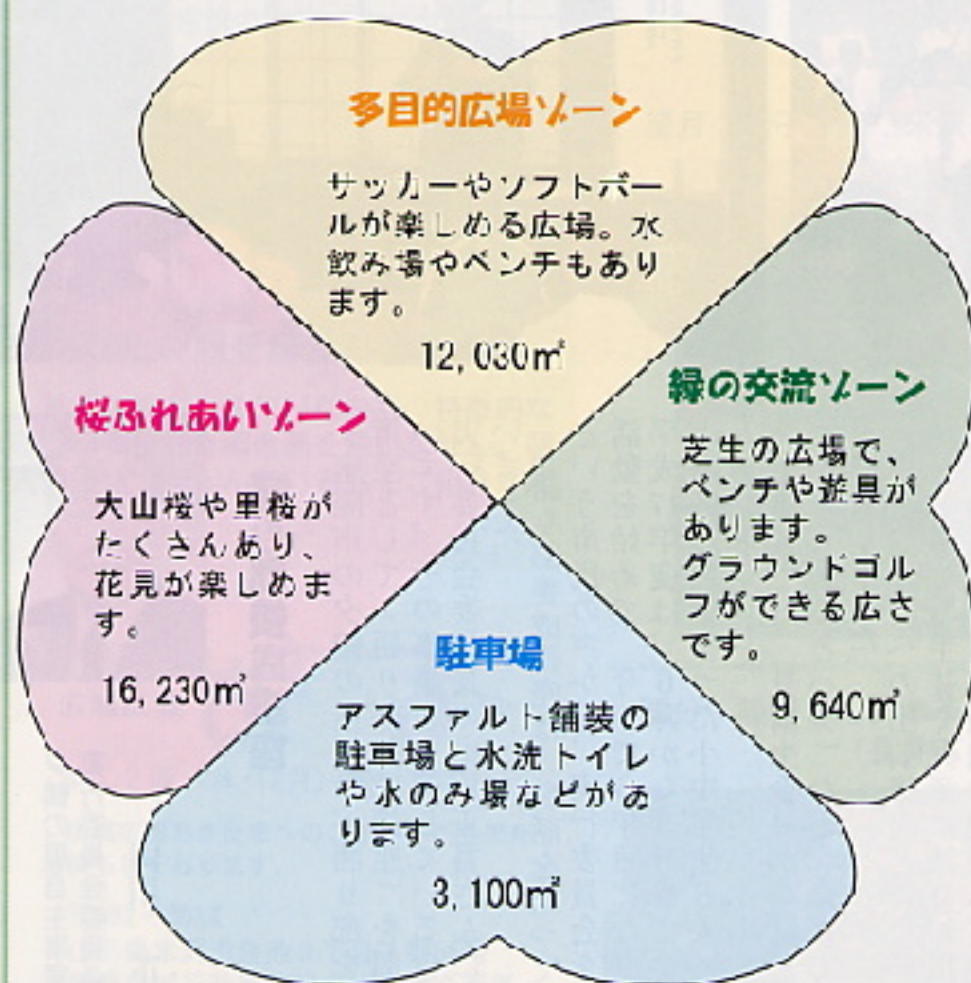 多目的広場ゾーン
サッカーやソフトボー
ルが楽しめる広場。水
飲み場やベンチもあり
ます。
12,030㎡
桜ふれあいゾーン
大山桜や里桜が
たくさんあり、
花見が楽しめま
す。
16,230㎡
緑の交流ゾーン
芝生の広場で、
ベンチや遊具が
あります。
グラウンドゴル
フができる広さ
です。
9,640㎡
駐車場
アスファルト舗装の
駐車場と水洗トイレ
や水のみ場などがあ
ります。
3,100㎡